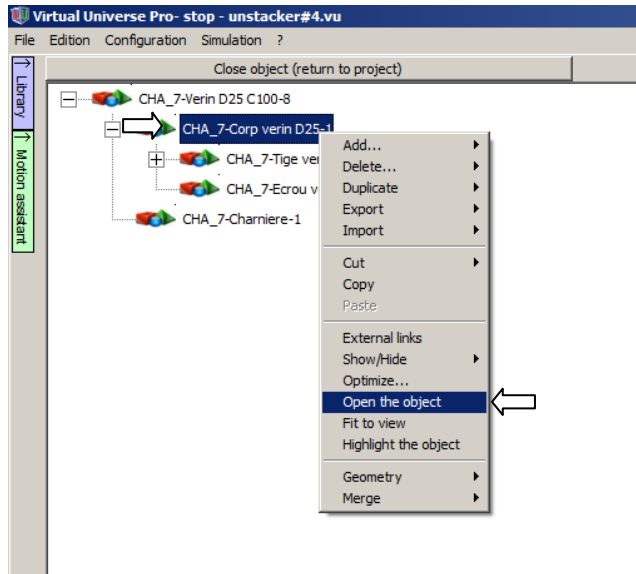 Virtual Universe Pro- stop - unstacker#4.vu
File Edition Configuration Simulation ?
Close object (return to project)
Library
Motion assistant
CHA_7-Verin D25 C100-8
CHA_7-Corp verin D25-1
CHA_7-Tige ver
CHA_7-Ecrou v
CHA_7-Charniere-1
Add...
Delete...
Duplicate
Export
Import
Cut
Copy
Paste
External links
Show/Hide
Optimize...
Open the object
Fit to view
Highlight the object
Geometry
Merge